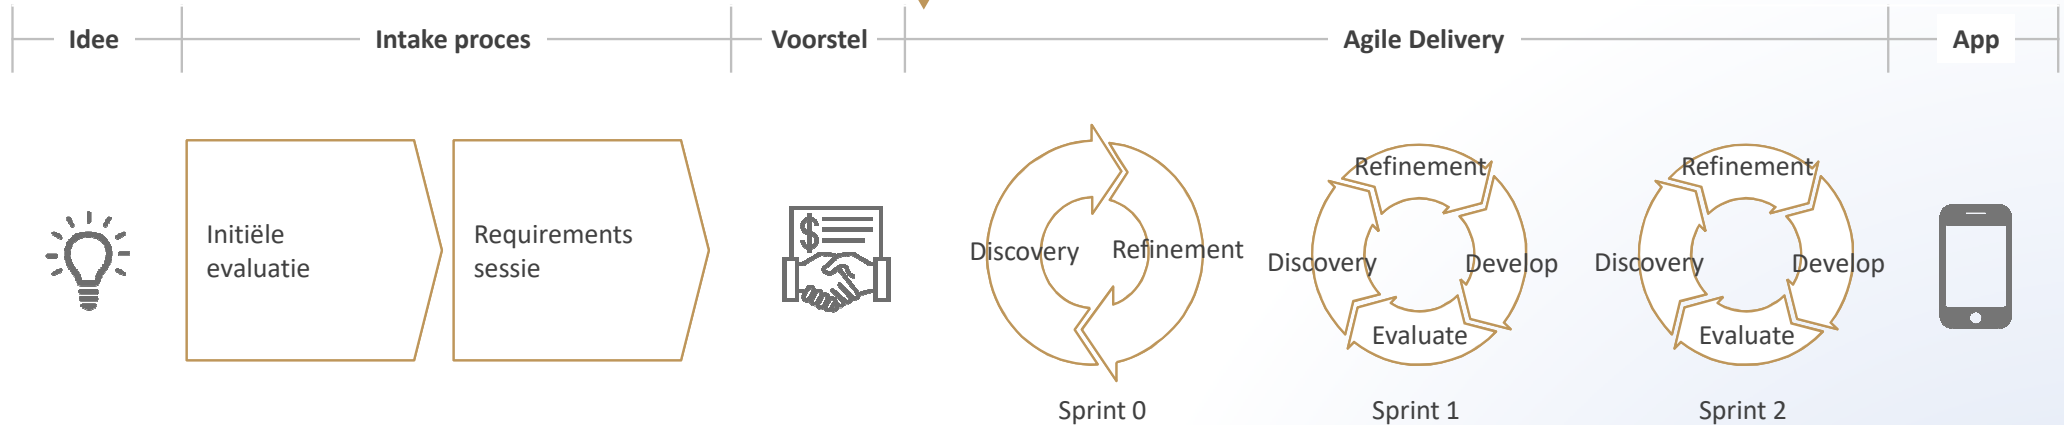 Idee
Intake proces
Voorstel
Agile Delivery
App
Initiële
evaluatie
Requirements
sessie
$
Discovery
Refinement
Sprint 0
Refinement
Discovery
Develop
Evaluate
Sprint 1
Refinement
Discovery
Develop
Evaluate
Sprint 2